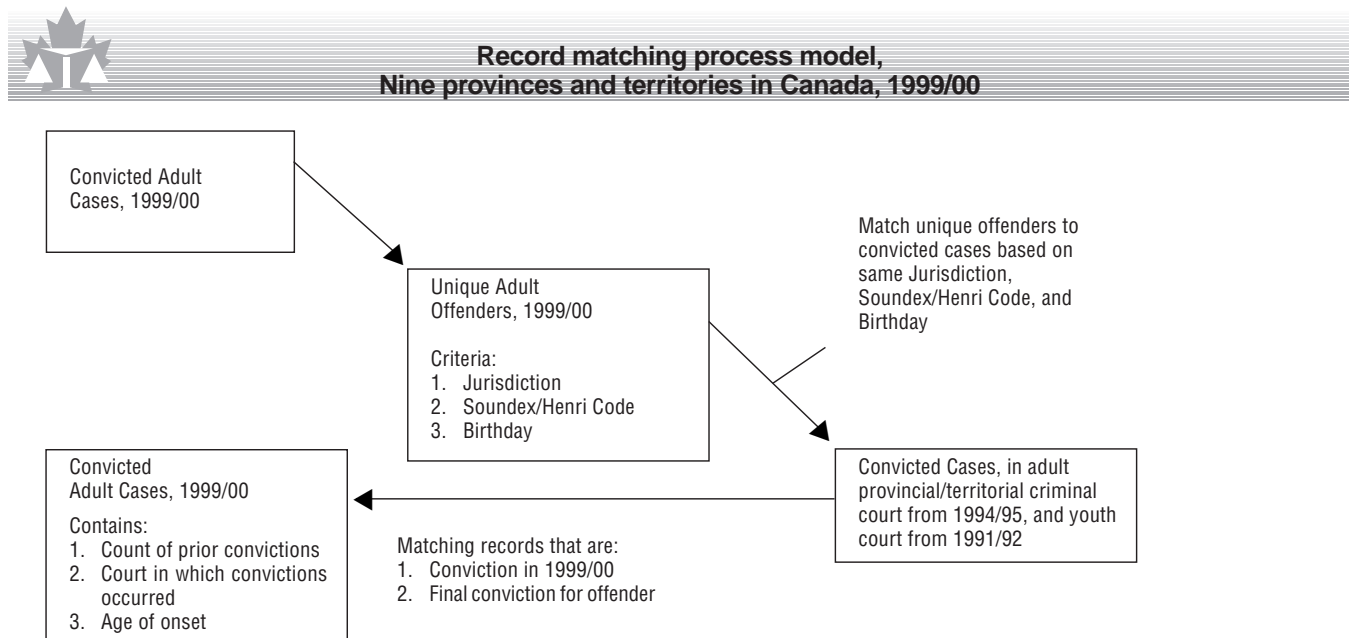 Record matching process model,
Nine provinces and territories in Canada, 1999/00
Convicted Adult
Cases, 1999/00
Unique Adult
Offenders, 1999/00
Criteria:
1. Jurisdiction
2. Soundex/Henri Code
3. Birthday
Match unique offenders to
convicted cases based on
same Jurisdiction,
Soundex/Henri Code, and
Birthday
Convicted Cases, in adult
provincial/territorial criminal
court from 1994/95, and youth
court from 1991/92
Matching records that are:
1. Conviction in 1999/00
2. Final conviction for offender
Convicted
Adult Cases, 1999/00
Contains:
1. Count of prior convictions
2. Court in which convictions
occurred
3. Age of onset